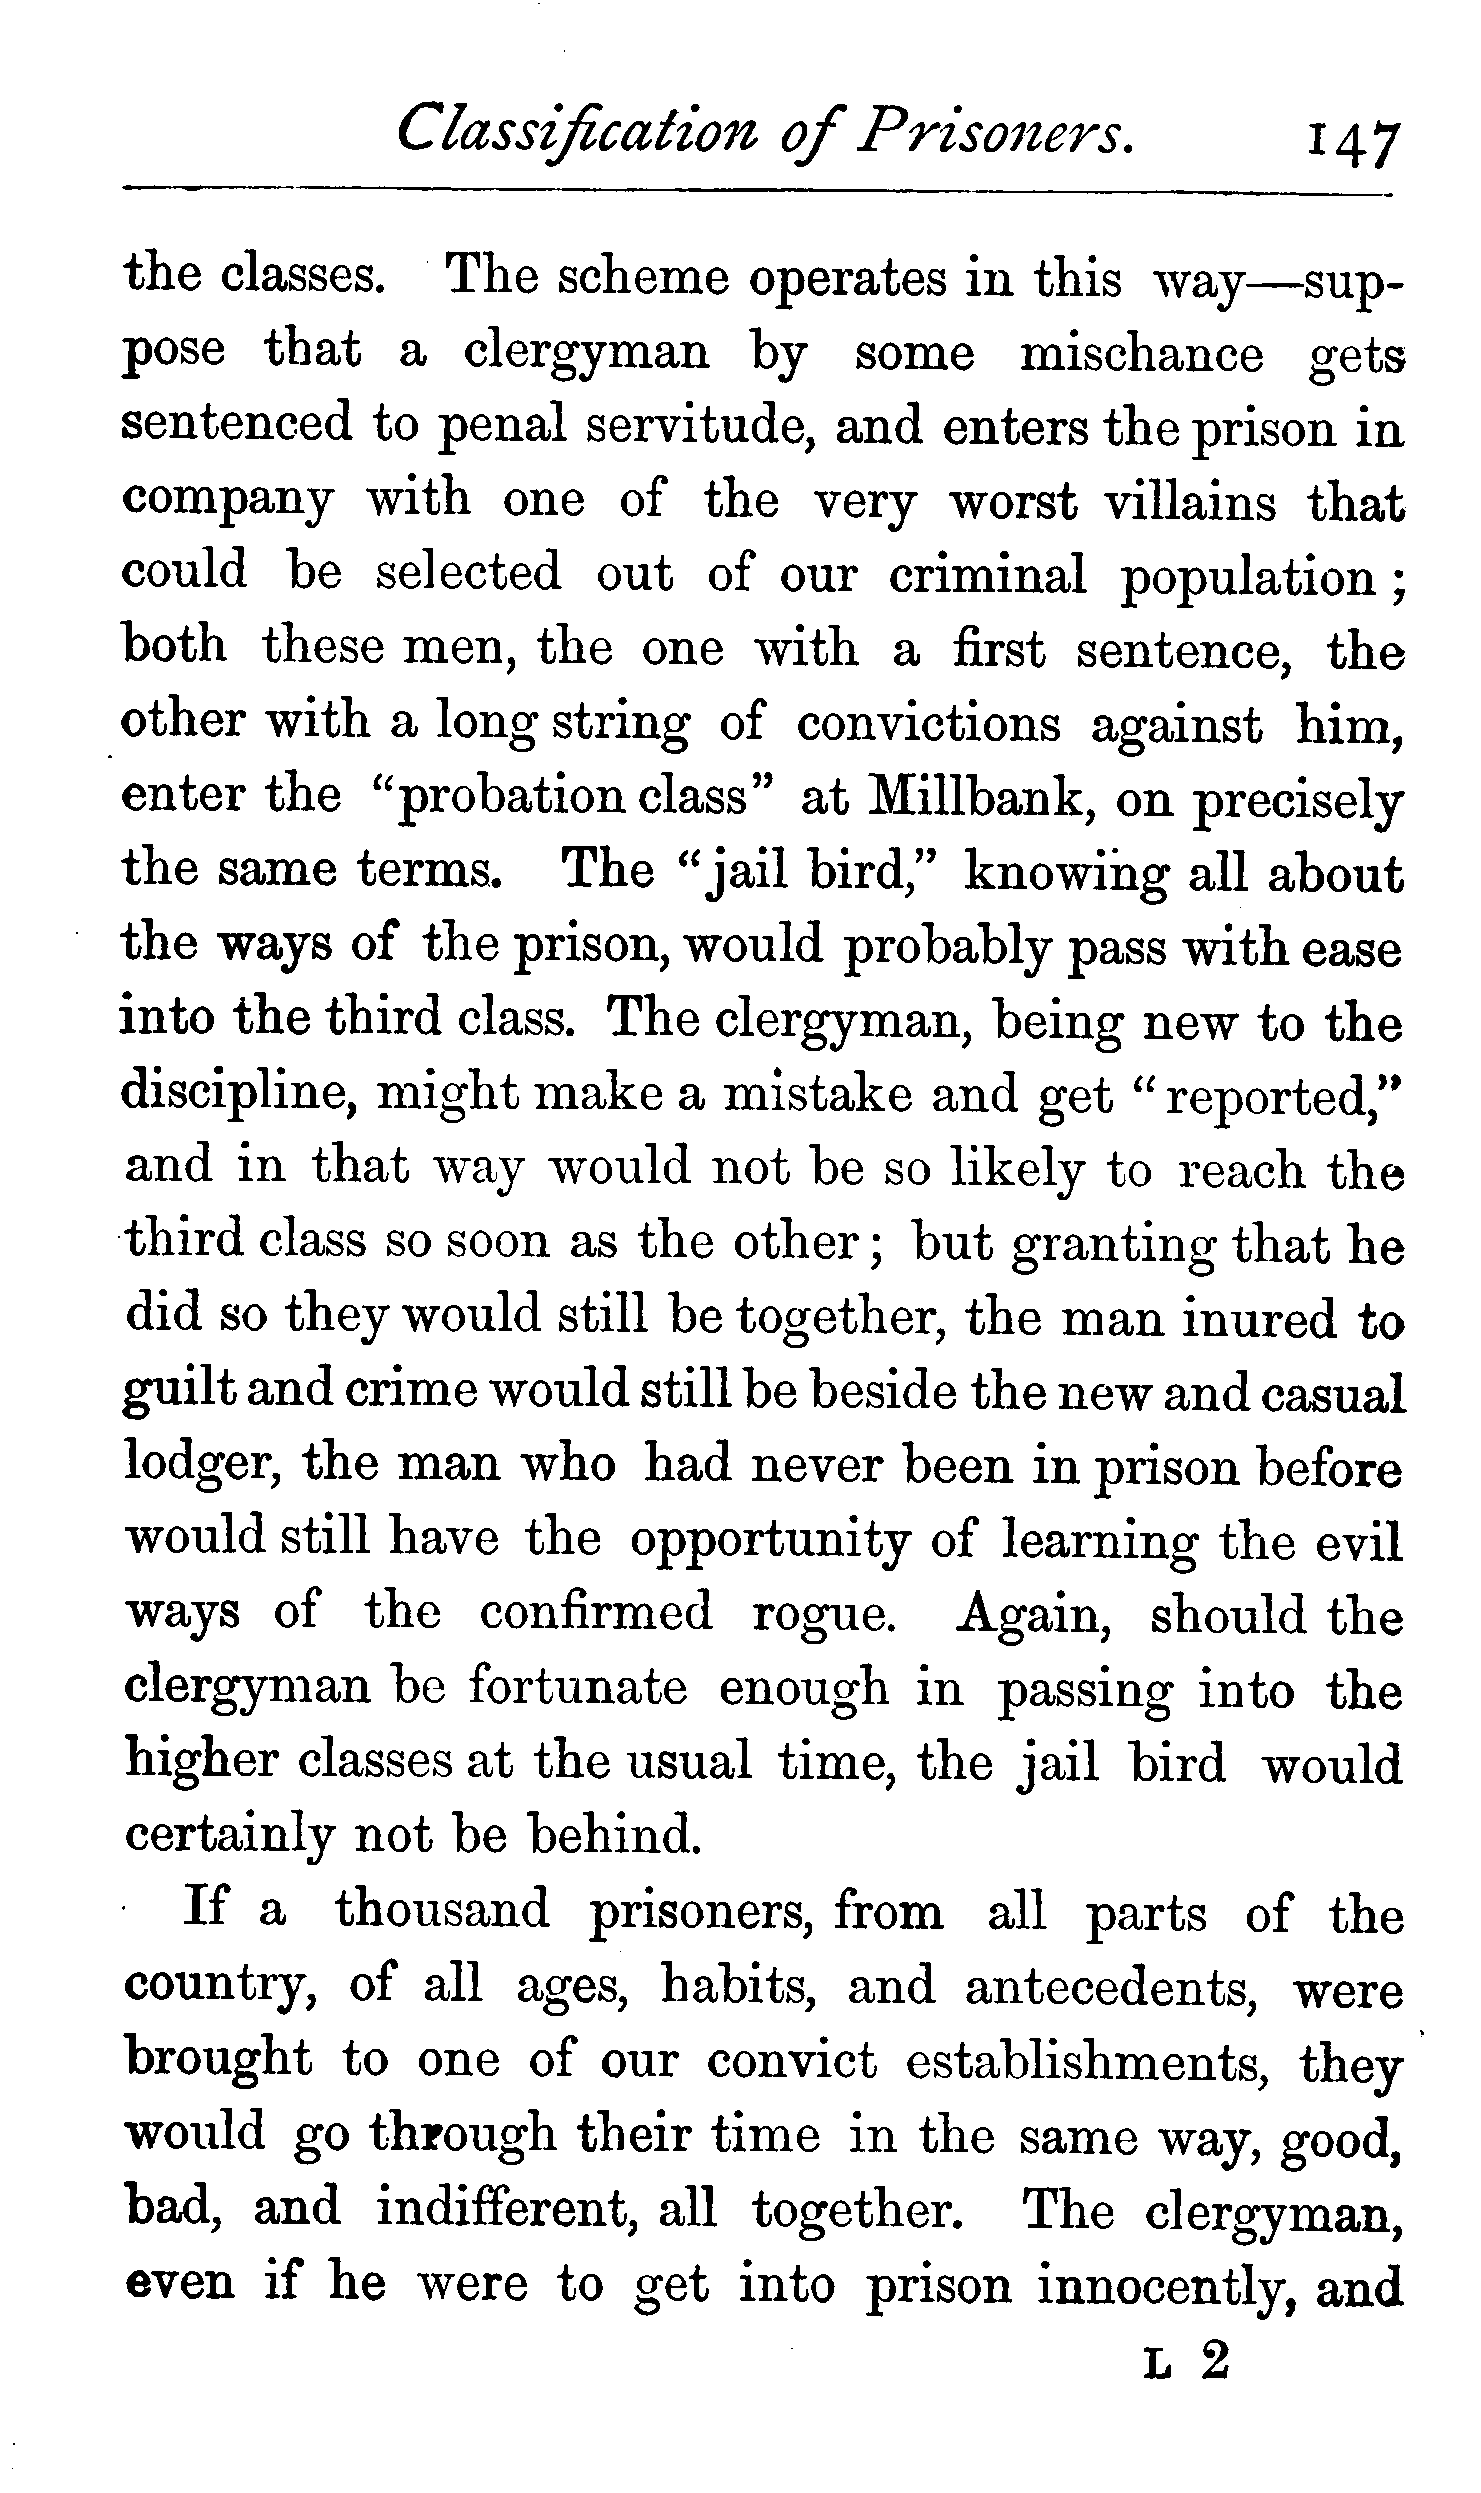 Classification of Prisoners. 147
the classes. The scheme operates in this way—sup-
pose that a clergyman by some mischance gets
sentenced to penal servitude, and enters the prison in
company with one of the very worst villains that
could be selected out of our criminal population ;
both these men, the one with a first sentence, the
other with a long string of convictions against him,
enter the "probation class" at Millbank, on precisely
the same terms. The "jail bird," knowing all about
the ways of the prison, would probably pass with ease
into the third class. The clergyman, being new to the
discipline, might make a mistake and get "reported,"
and in that way would not be so likely to reach the
third class so soon as the other ; but granting that he
did so they would still be together, the man inured to
guilt and crime would still be beside the new and casual
lodger, the man who had never been in prison before
would still have the opportunity of learning the evil
ways of the confirmed rogue. Again, should the
clergyman be fortunate enough in passing into the
higher classes at the usual time, the jail bird would
certainly not be behind.
If a thousand prisoners, from all parts of the
country, of all ages, habits, and antecedents, were
brought to one of our convict establishments, they
would go through their time in the same way, good,
bad, and indifferent, all together. The clergyman,
even if he were to get into prison innocently, and
L 2